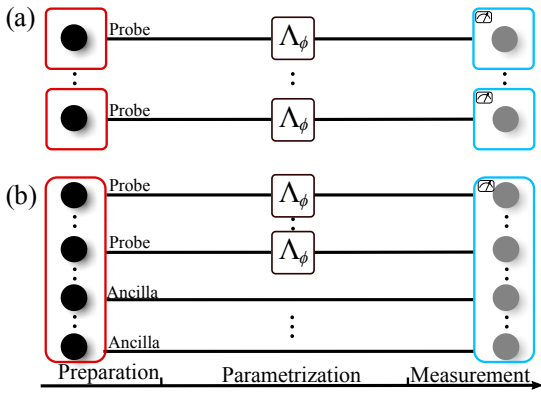 (a)
Probe
Λϕ
Probe
Λϕ
(b)
Probe
Λϕ
Probe
Λϕ
Ancilla
Ancilla
Preparation Parametrization Measurement